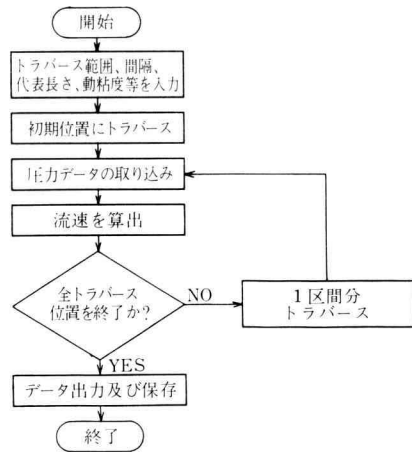 開始
トラバース範囲、間隔、
代表長さ、動粘度等を入力
初期位置にトラバース
圧力データの取り込み
流速を算出
全トラバース
位置を終了か?
NO
1区間分
トラバース
YES
データ出力及び保存
終了